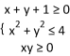 x + y + 1 ≥ 0
{ x² + y² ≤ 4
xy ≥ 0